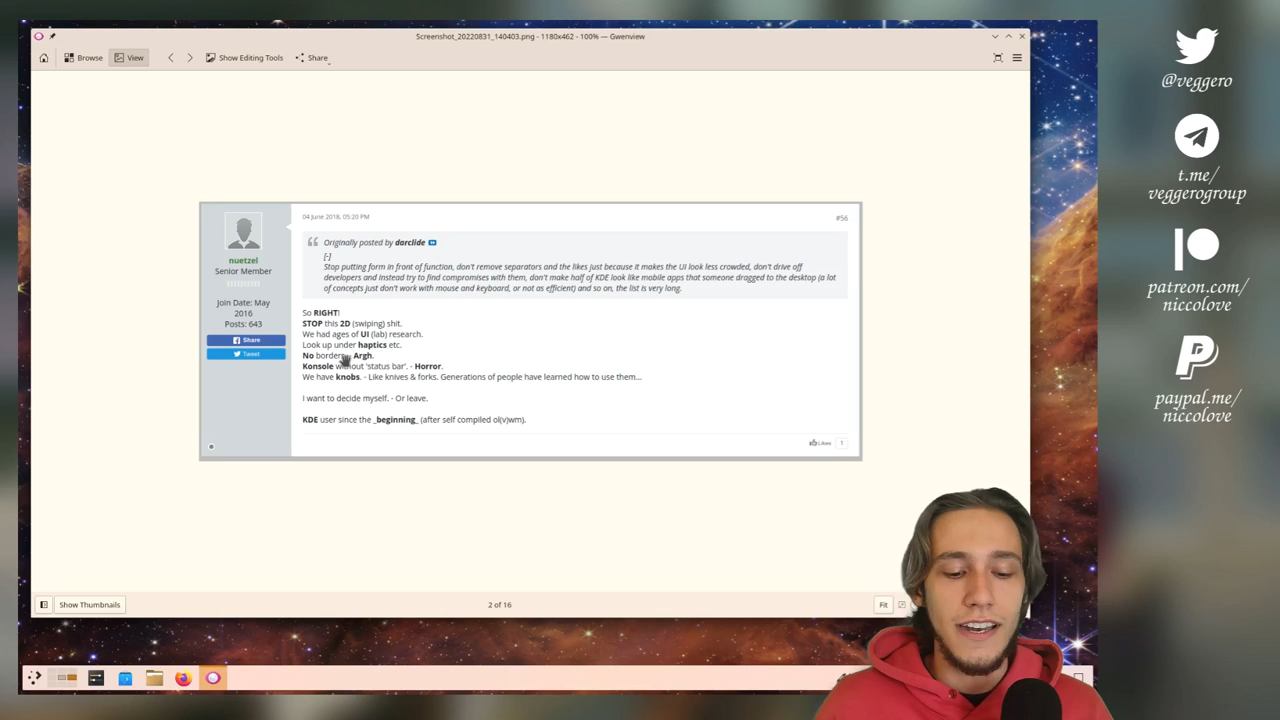 Screenshot_20220831_140403.png - 1180x462 - 100% — Gwenview
Browse
View
Show Editing Tools
Share
04 June 2018, 05:20 PM
#56
nuetzel
Senior Member
Join Date: May
2016
Posts: 643
Share
Tweet
Originally posted by darclide
[-]
Stop putting form in front of function, don't remove separators and the likes just because it makes the UI look less crowded, don't drive off
developers and instead try to find compromises with them, don't make half of KDE look like mobile apps that someone dragged to the desktop (a lot
of concepts just don't work with mouse and keyboard, or not as efficient) and so on, the list is very long.
So RIGHT!
STOP this 2D (swiping) shit.
We had ages of UI (lab) research.
Look up under haptics etc.
No border Argh.
Konsole without 'status bar'. - Horror.
We have knobs. - Like knives & forks. Generations of people have learned how to use them...
I want to decide myself. - Or leave.
KDE user since the _beginning_ (after self compiled ol(v)wm).
Likes 1
Show Thumbnails
2 of 16
Fit
@veggero
t.me/
veggerogroup
patreon.com/
niccolove
paypal.me/
niccolove